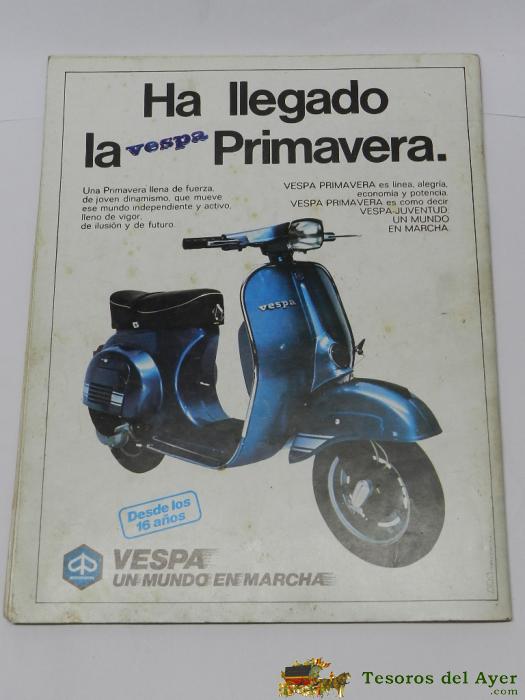 Ha llegado
la vespa Primavera.
Una Primavera llena de fuerza,
de joven dinamismo, que mueve
ese mundo independiente y activo,
lleno de vigor,
de ilusión y de futuro.
VESPA PRIMAVERA es línea, alegría,
economía y potencia.
VESPA PRIMAVERA es como decir
VESPA-JUVENTUD.
UN MUNDO
EN MARCHA.
vespa
Desde los
16 años
VESPA
UN MUNDO EN MARCHA
Tesoros del Ayer
.com